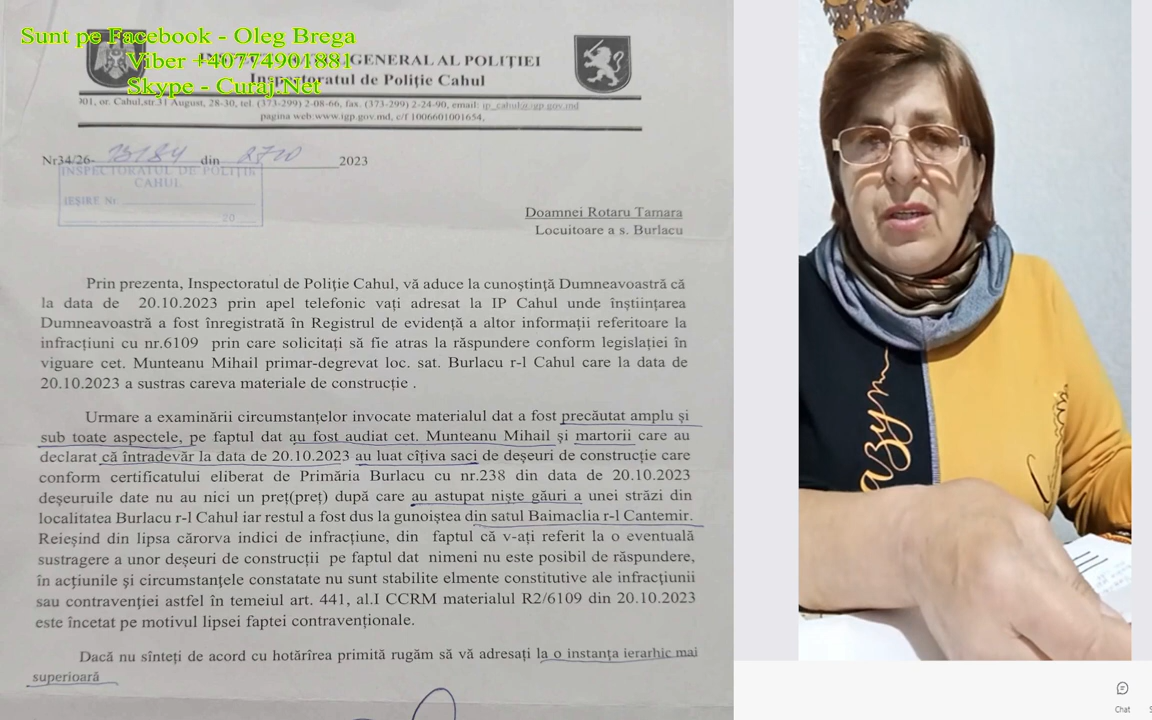 Sunt pe Facebook - Oleg Brega
Viber +40774901881
Skype - Curaj.Net
GENERAL AL POLIȚIEI
Inspectoratul de Poliție Cahul
301, or. Cahul,str.31 August, 28-30, tel. (373-299) 2-08-66, fax. (373-299) 2-24-90, email: ip_cahul@igp.gov.md
pagina web:www.igp.gov.md, c/f 1006601001654,
Nr34/26- din 2023
INSPECTORATUL DE POLIȚIE
CAHUL
IEȘIRE Nr.
20
Doamnei Rotaru Tamara
Locuitoare a s. Burlacu
Prin prezenta, Inspectoratul de Poliție Cahul, vă aduce la cunoștință Dumneavoastră că
la data de 20.10.2023 prin apel telefonic vați adresat la IP Cahul unde înștiințarea
Dumneavoastră a fost înregistrată în Registrul de evidență a altor informații referitoare la
infracțiuni cu nr.6109 prin care solicitați să fie atras la răspundere conform legislației în
viguare cet. Munteanu Mihail primar-degrevat loc. sat. Burlacu r-l Cahul care la data de
20.10.2023 a sustras careva materiale de construcție .
Urmare a examinării circumstanțelor invocate materialul dat a fost precăutat amplu și
sub toate aspectele, pe faptul dat au fost audiat cet. Munteanu Mihail și martorii care au
declarat că întradevăr la data de 20.10.2023 au luat cîțiva saci de deșeuri de construcție care
conform certificatului eliberat de Primăria Burlacu cu nr.238 din data de 20.10.2023
deșeuruile date nu au nici un preț(preț) după care au astupat niște găuri a unei străzi din
localitatea Burlacu r-l Cahul iar restul a fost dus la gunoiștea din satul Baimaclia r-l Cantemir.
Reieșind din lipsa cărorva indici de infracțiune, din faptul că v-ați referit la o eventuală
sustragere a unor deșeuri de construcții pe faptul dat nimeni nu este posibil de răspundere,
în acțiunile și circumstanțele constatate nu sunt stabilite elmente constitutive ale infracțiunii
sau contravenției astfel în temeiul art. 441, al.I CCRM materialul R2/6109 din 20.10.2023
este încetat pe motivul lipsei faptei contravenționale.
Dacă nu sînteți de acord cu hotărîrea primită rugăm să vă adresați la o instanța ierarhic mai
superioară
Chat